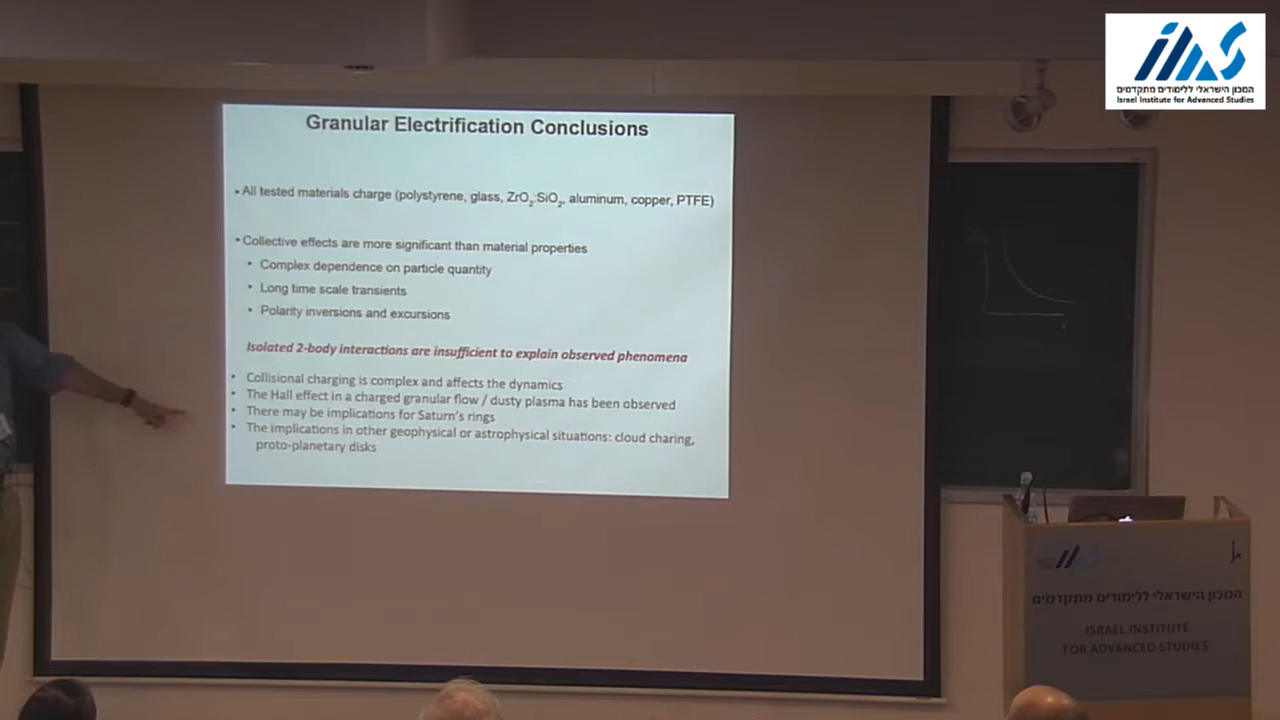 המכון הישראלי ללימודים מתקדמים
Israel Institute for Advanced Studies
Granular Electrification Conclusions
• All tested materials charge (polystyrene, glass, ZrO2:SiO2, aluminum, copper, PTFE)
• Collective effects are more significant than material properties
• Complex dependence on particle quantity
• Long time scale transients
• Polarity inversions and excursions
Isolated 2-body interactions are insufficient to explain observed phenomena
• Collisional charging is complex and affects the dynamics
• The Hall effect in a charged granular flow / dusty plasma has been observed
• There may be implications for Saturn's rings
• The implications in other geophysical or astrophysical situations: cloud charing,
proto-planetary disks
המכון הישראלי ללימודים מתקדמים
ISRAEL INSTITUTE
FOR ADVANCED STUDIES